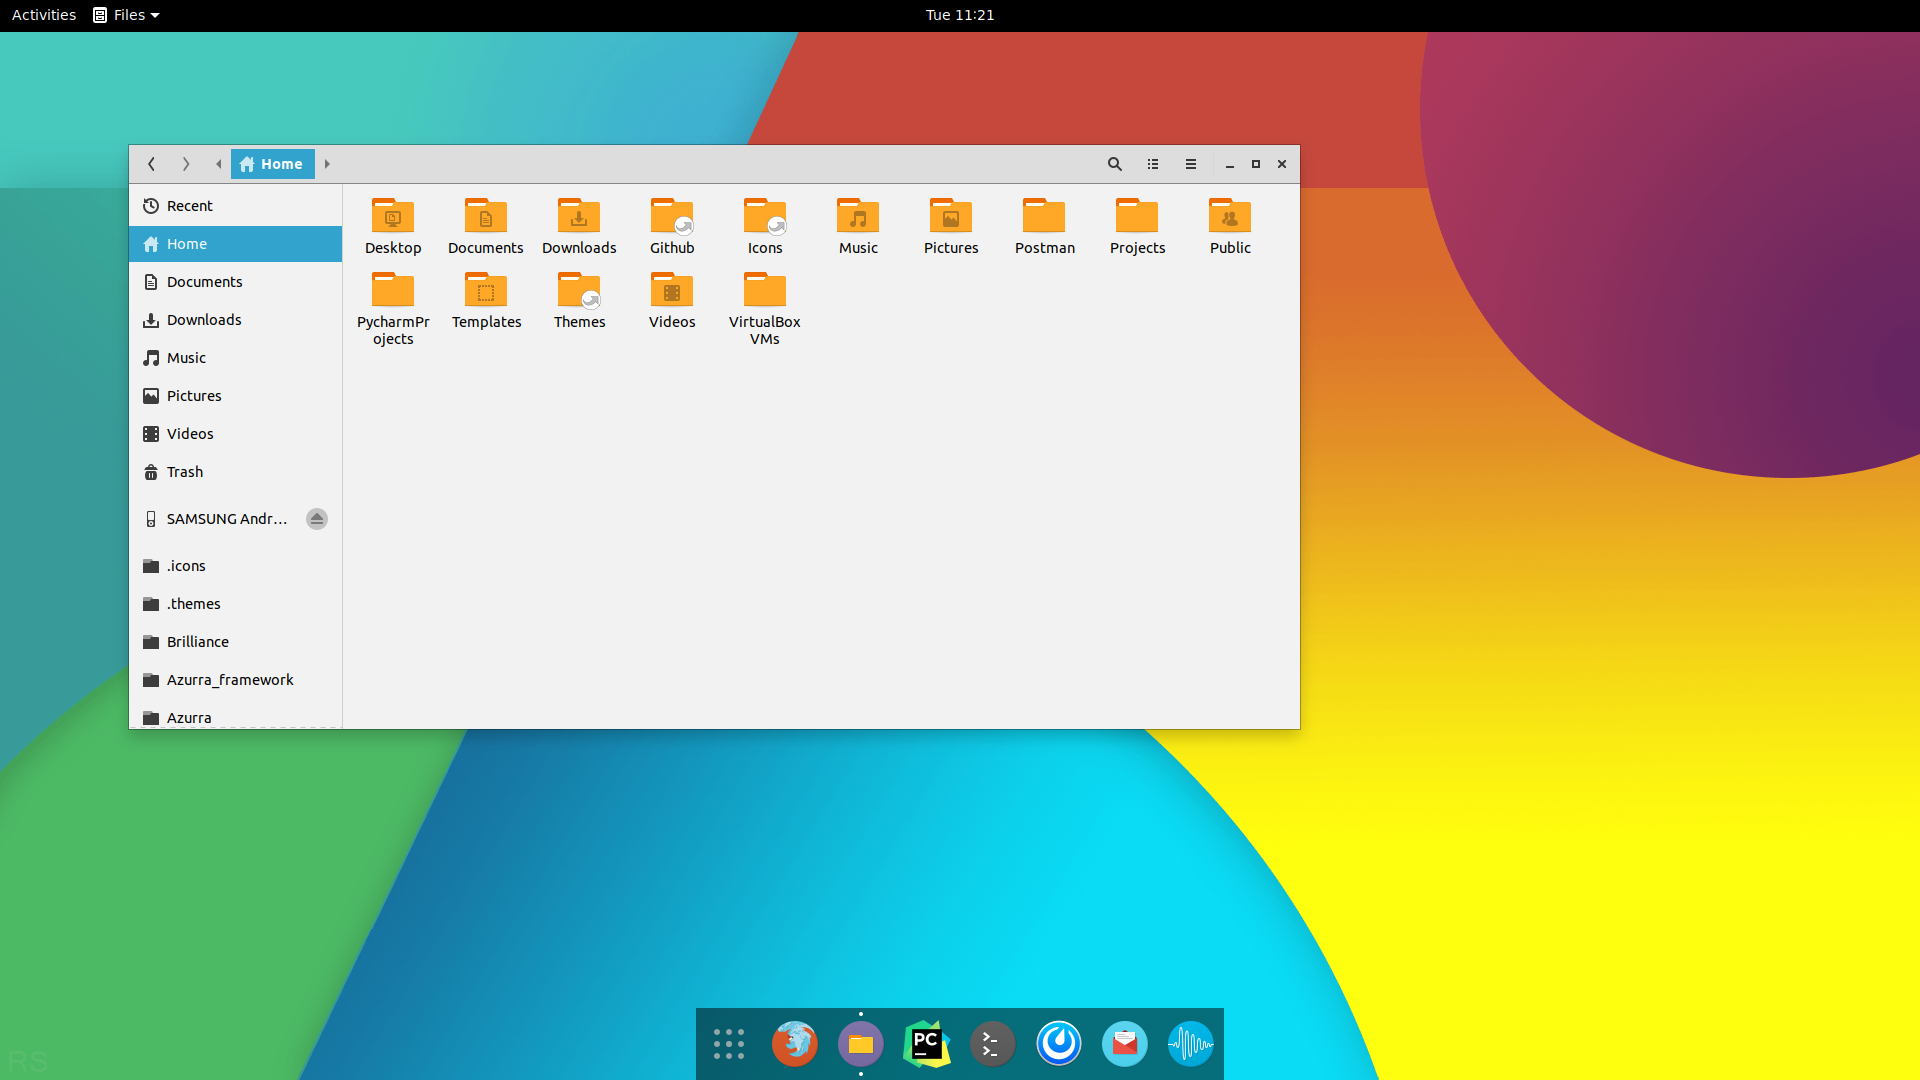 Activities Files Tue 11:21
Home
Recent
Home
Documents
Downloads
Music
Pictures
Videos
Trash
SAMSUNG Andr...
.icons
.themes
Brilliance
Azurra_framework
Azurra
Desktop Documents Downloads Github Icons Music Pictures Postman Projects Public
PycharmPr Templates Themes Videos VirtualBox
ojects VMs
PC
RS